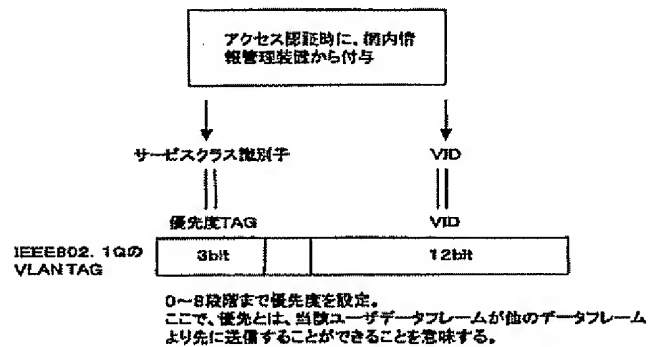 アクセス認証時に、網内情
報管理装置から付与
サービスクラス識別子
VID
優先度TAG
VID
IEEE802. 1Qの
VLAN TAG
3bit
12bit
0～8段階まで優先度を設定。
ここで、優先とは、当該ユーザデータフレームが他のデータフレーム
より先に送信することができることを意味する。